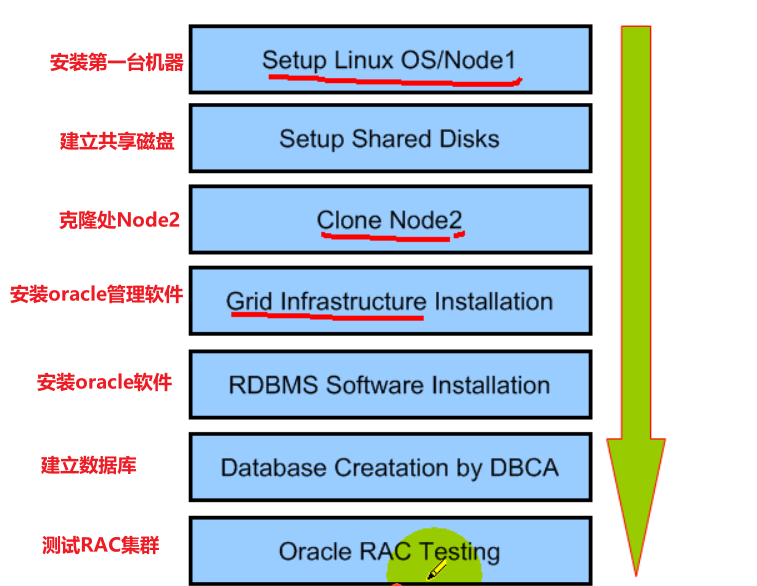 安装第一台机器
Setup Linux OS/Node1
建立共享磁盘
Setup Shared Disks
克隆处Node2
Clone Node2
安装oracle管理软件
Grid Infrastructure Installation
安装oracle软件
RDBMS Software Installation
建立数据库
Database Creatation by DBCA
测试RAC集群
Oracle RAC Testing